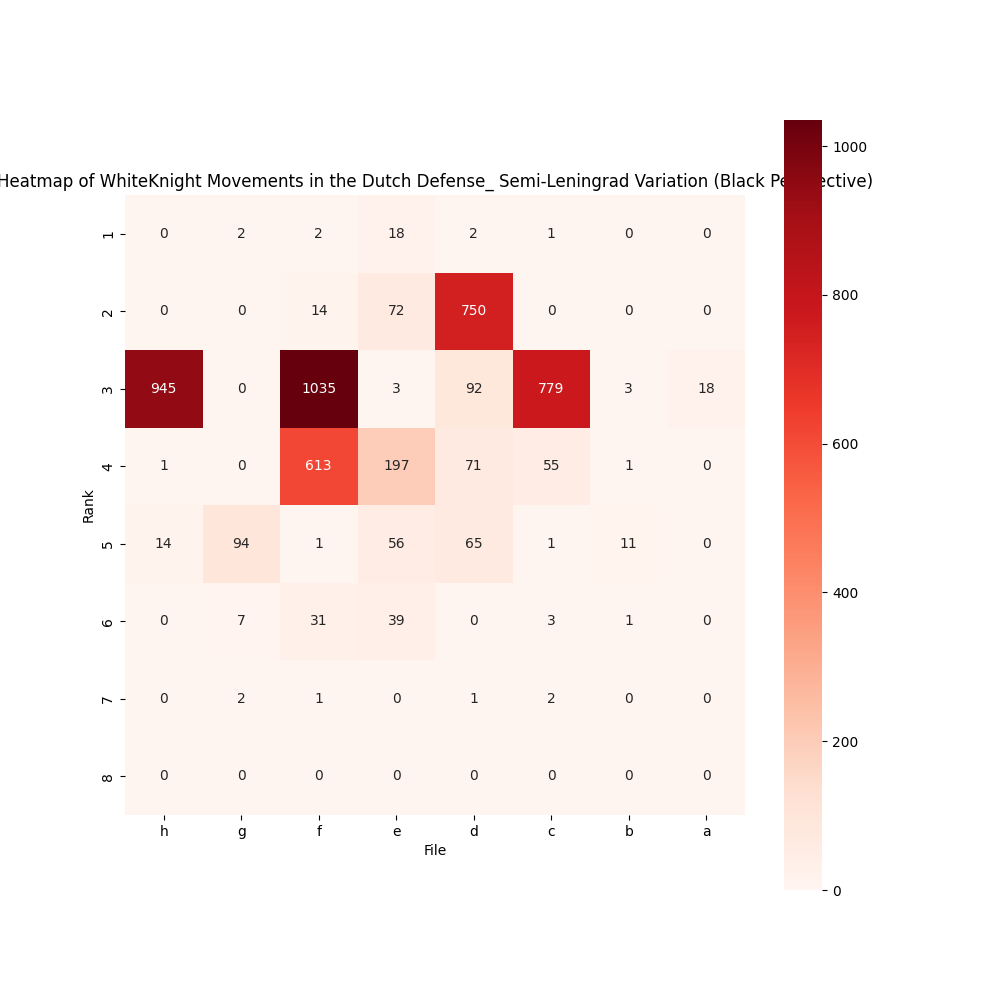 Heatmap of WhiteKnight Movements in the Dutch Defense_ Semi-Leningrad Variation (Black Pe ective)
1000
800
600
400
200
0
Rank
1 0 2 2 18 2 1 0 0
2 0 0 14 72 750 0 0 0
3 945 0 1035 3 92 779 3 18
4 1 0 613 197 71 55 1 0
5 14 94 1 56 65 1 11 0
6 0 7 31 39 0 3 1 0
7 0 2 1 0 1 2 0 0
8 0 0 0 0 0 0 0 0
h g f e d c b a
File